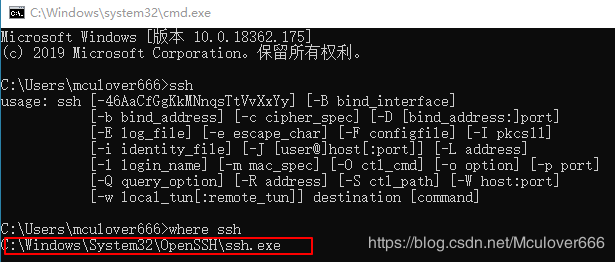 C:\Windows\system32\cmd.exe
Microsoft Windows [版本 10.0.18362.175]
(c) 2019 Microsoft Corporation。保留所有权利。
C:\Users\mculover666>ssh
usage: ssh [-46AaCfGgKkMNnqsTtVvXxYy] [-B bind_interface]
[-b bind_address] [-c cipher_spec] [-D [bind_address:]port]
[-E log_file] [-e escape_char] [-F configfile] [-I pkcs11]
[-i identity_file] [-J [user@]host[:port]] [-L address]
[-l login_name] [-m mac_spec] [-O ctl_cmd] [-o option] [-p port]
[-Q query_option] [-R address] [-S ctl_path] [-W host:port]
[-w local_tun[:remote_tun]] destination [command]
C:\Users\mculover666>where ssh
C:\Windows\System32\OpenSSH\ssh.exe
https://blog.csdn.net/Mculover666